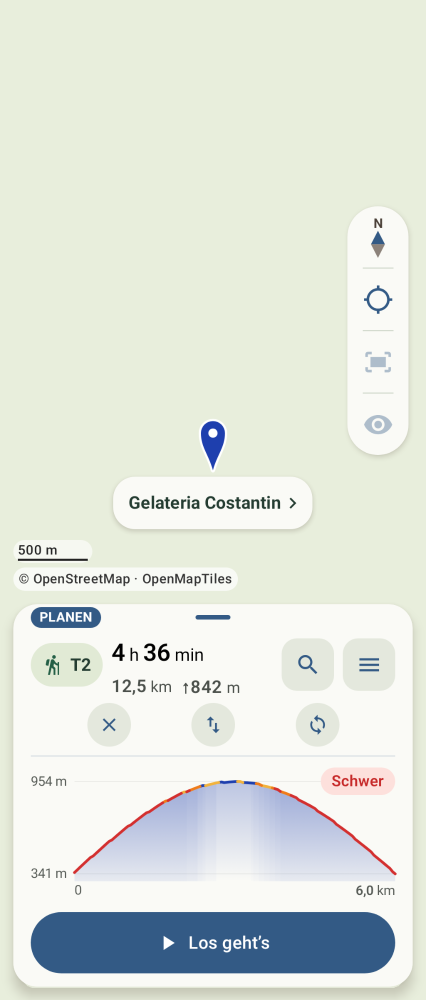 N
Gelateria Costantin
500 m
© OpenStreetMap · OpenMapTiles
PLANEN
T2
4 h 36 min
12,5 km ↑842 m
954 m
Schwer
341 m
0
6,0 km
Los geht's